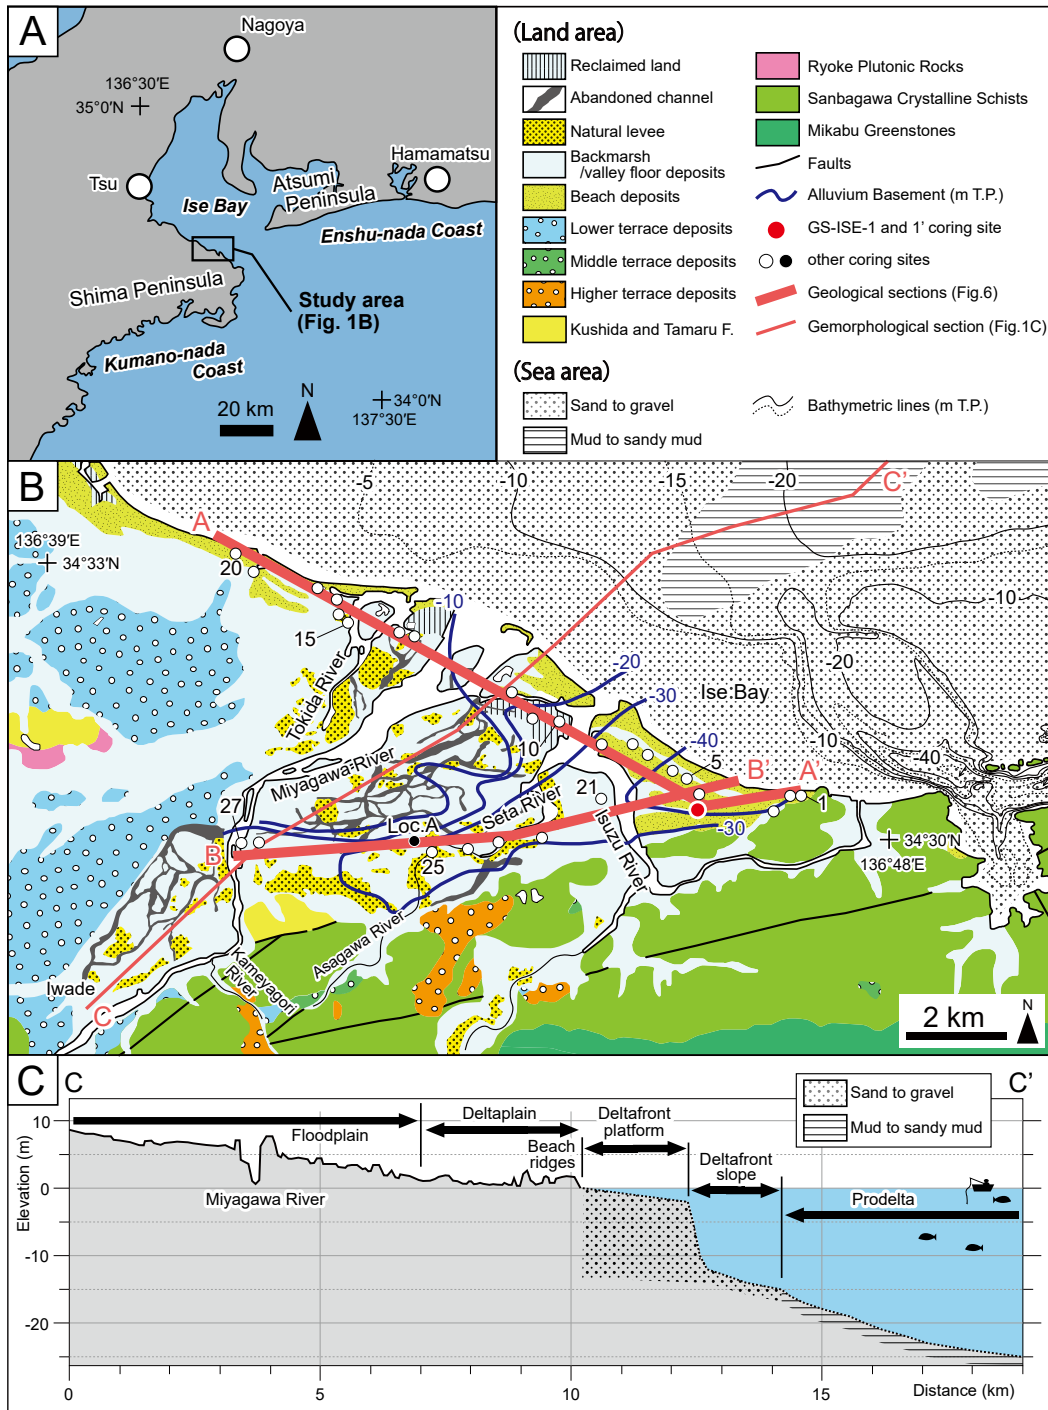 A
Nagoya
136°30′E
35°0′N
Hamamatsu
Tsu
Atsumi
Peninsula
Ise Bay
Enshu-nada Coast
Shima Peninsula
Study area
(Fig. 1B)
Kumano-nada
Coast
20 km
N
34°0′N
137°30′E
(Land area)
Reclaimed land
Abandoned channel
Natural levee
Backmarsh
/valley floor deposits
Beach deposits
Lower terrace deposits
Middle terrace deposits
Higher terrace deposits
Kushida and Tamaru F.
Ryoke Plutonic Rocks
Sanbagawa Crystalline Schists
Mikabu Greenstones
Faults
Alluvium Basement (m T.P.)
GS-ISE-1 and 1’ coring site
other coring sites
Geological sections (Fig.6)
Gemorphological section (Fig.1C)
(Sea area)
Sand to gravel
Mud to sandy mud
Bathymetric lines (m T.P.)
B
-5
-10
-15
-20
C’
A
136°39′E
34°33′N
20
-10
-10
15
-20
-20
Tokida River
-30
Ise Bay
Miyagawa River
10
-40
-10
-40
5
B’
A’
27
21
1
Seta River
Loc.A
-30
B
25
Isuzu River
34°30′N
136°48′E
Asagawa River
Kameyagori
River
Iwade
C
2 km
N
C
C
C’
Sand to gravel
Mud to sandy mud
10
0
-10
-20
Elevation (m)
Floodplain
Deltaplain
Beach
ridges
Deltafront
platform
Deltafront
slope
Prodelta
Miyagawa River
0
5
10
15
Distance (km)